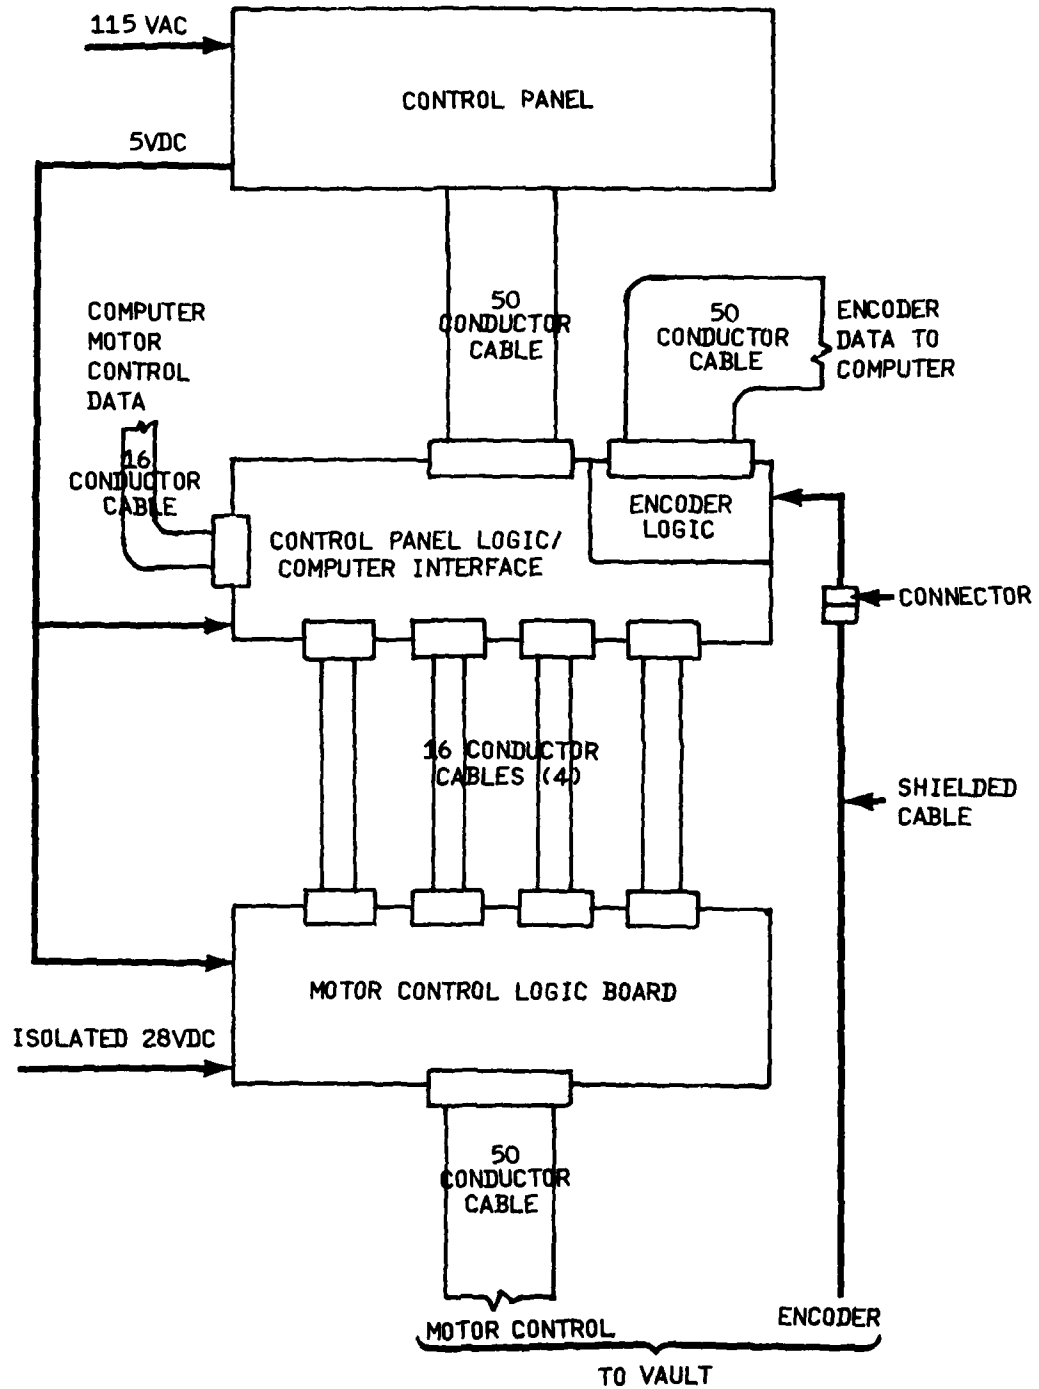 115 VAC
CONTROL PANEL
5VDC
50
CONDUCTOR
CABLE
50
CONDUCTOR
CABLE
ENCODER
DATA TO
COMPUTER
COMPUTER
MOTOR
CONTROL
DATA
16
CONDUCTOR
CABLE
ENCODER
LOGIC
CONTROL PANEL LOGIC/
COMPUTER INTERFACE
CONNECTOR
16 CONDUCTOR
CABLES (4)
SHIELDED
CABLE
MOTOR CONTROL LOGIC BOARD
ISOLATED 28VDC
50
CONDUCTOR
CABLE
MOTOR CONTROL
ENCODER
TO VAULT